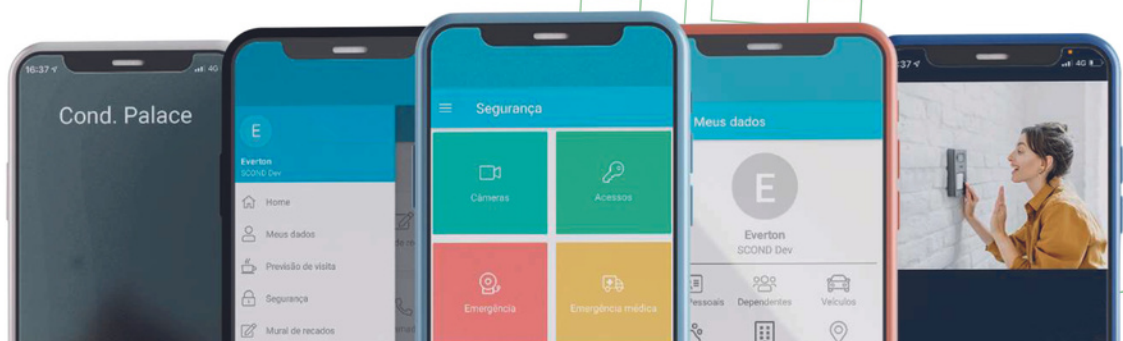 16:37
4G
Cond. Palace
E
Everton
SCOND Dev
Home
Meus dados
Previsão de visita
Segurança
Mural de recados
Segurança
Câmeras
Acessos
Emergência
Emergência médica
Meus dados
E
Everton
SCOND Dev
Pessoais
Dependentes
Veículos
:37
4G